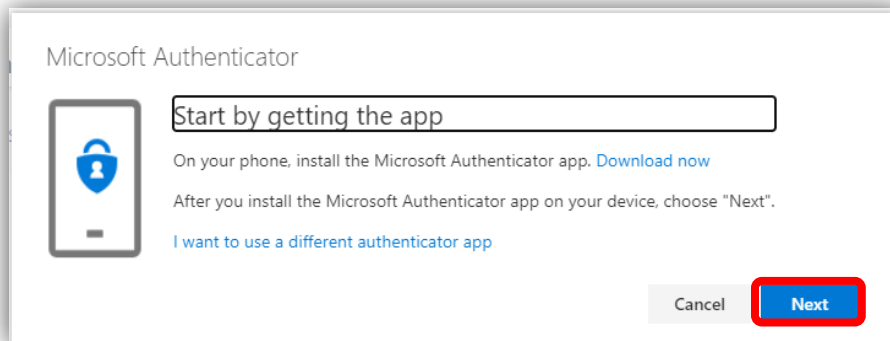 Microsoft Authenticator
Start by getting the app
On your phone, install the Microsoft Authenticator app. Download now
After you install the Microsoft Authenticator app on your device, choose "Next".
I want to use a different authenticator app
Cancel
Next